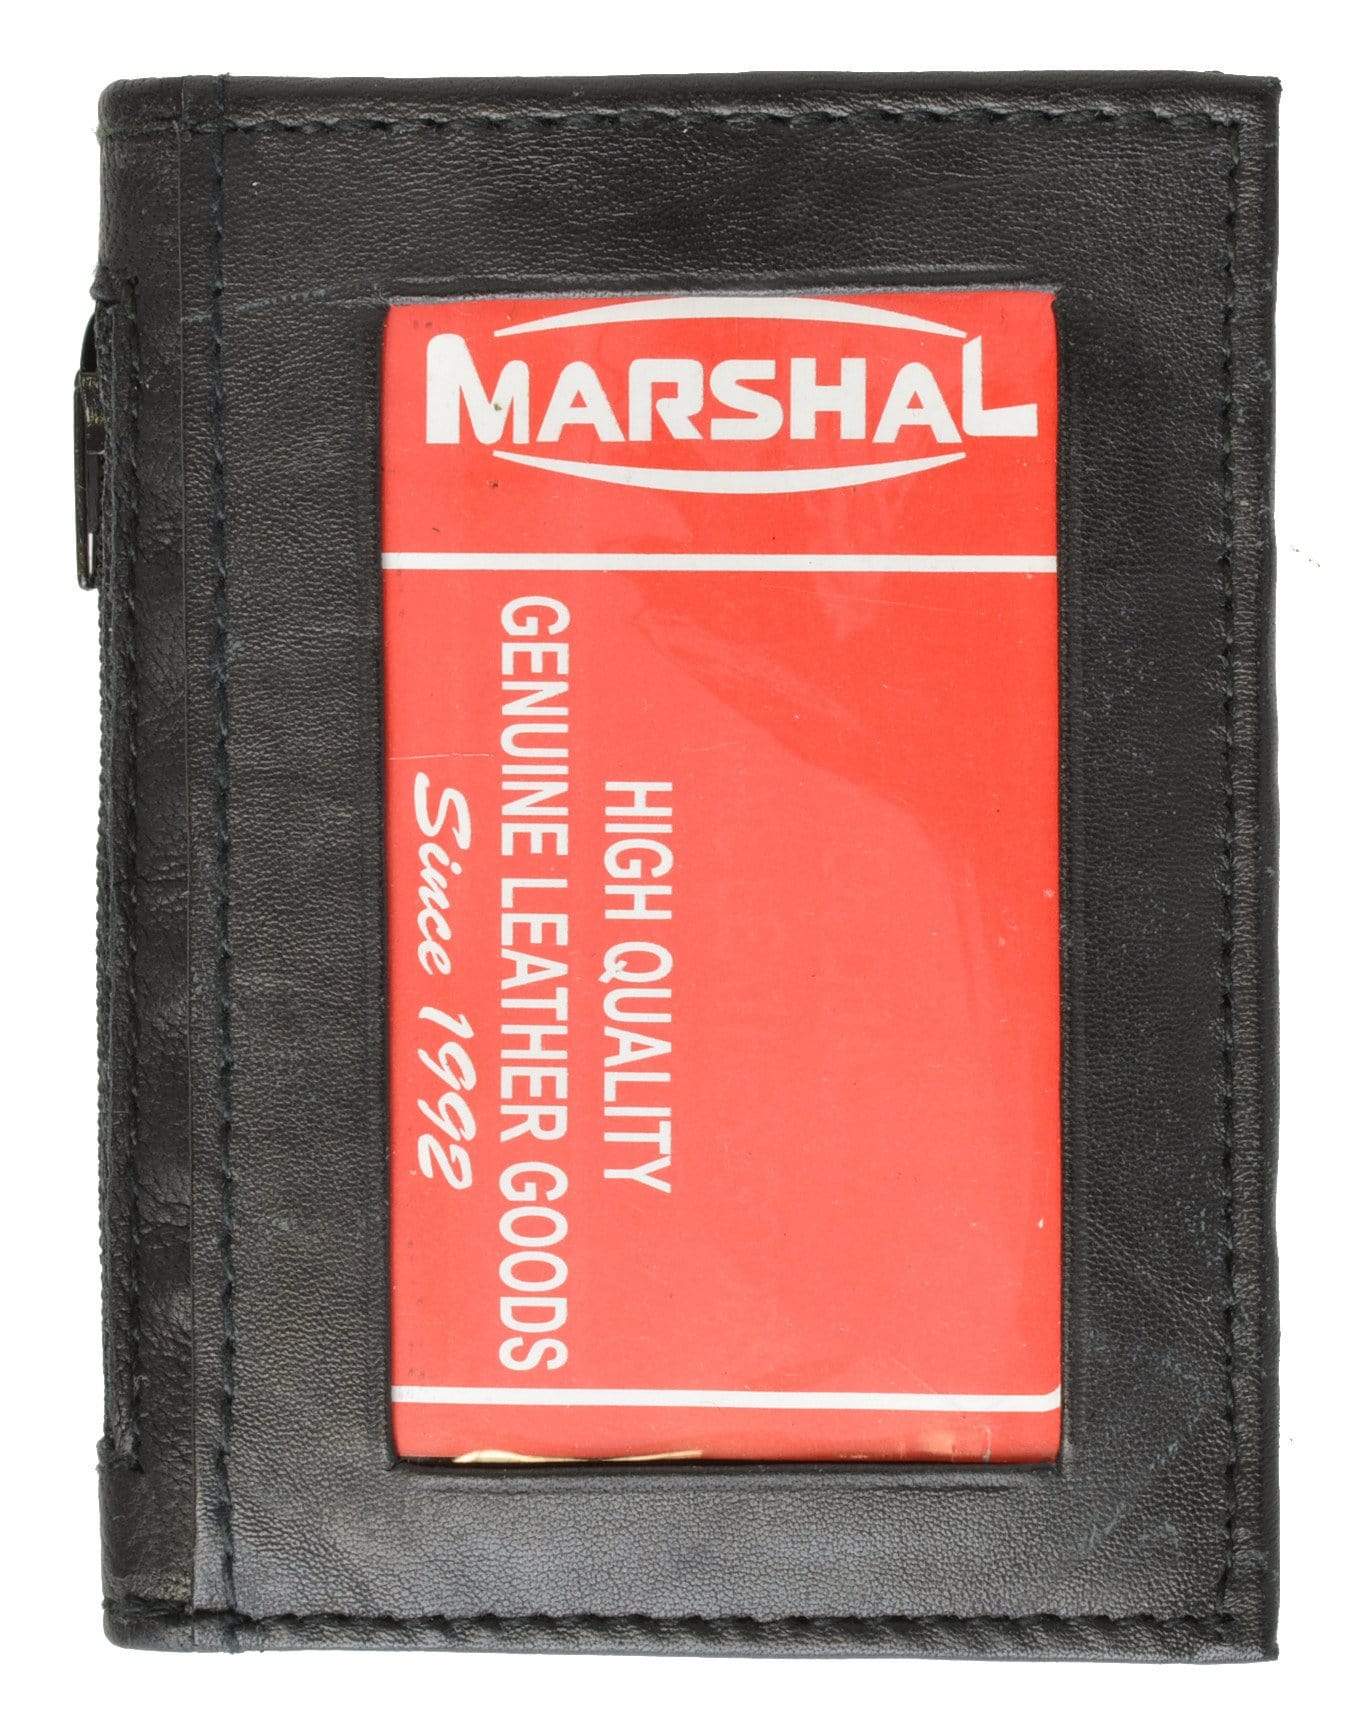 MARSHAL
HIGH QUALITY
GENUINE LEATHER GOODS
Since 1992